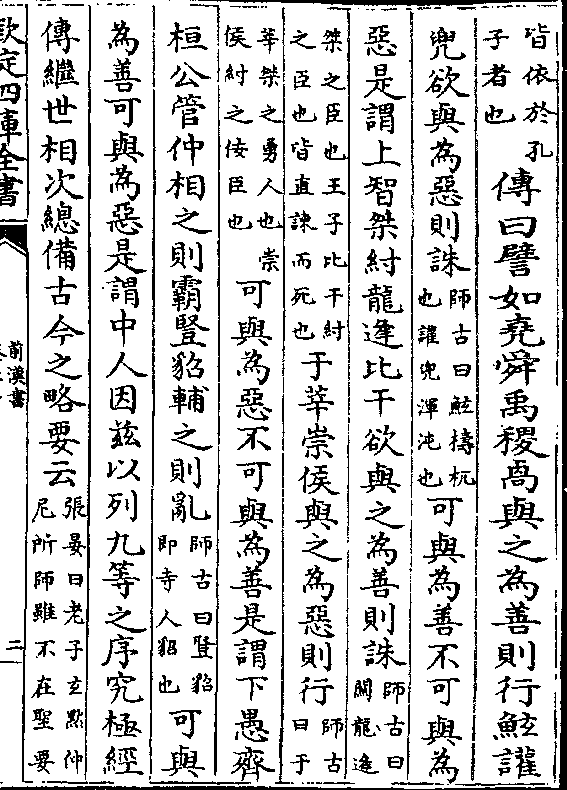 皆依於孔子者也傳曰譬如堯舜禹稷卨與之為善則行鮌讙
兜欲與為惡則誅師古曰鮌檮杌也讙兜渾沌也可與為善不可與為
惡是謂上智桀紂龍逄比干欲與之為善則誅師古曰關龍逄
桀之臣也王子比干紂之臣也皆直諫而死也于莘崇侯與之為惡則行師古曰于
莘桀之勇人也崇侯紂之佞臣也可與為惡不可與為善是謂下愚齊
桓公管仲相之則霸豎貂輔之則亂師古曰豎貂即寺人貂也可與
為善可與為惡是謂中人因茲以列九等之序究極經
傳繼世相次總備古今之略要云張晏曰老子玄黙仲尼所師雖不在聖要
欽定四庫全書
前漢書
二